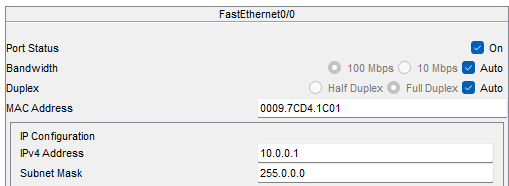 FastEthernet0/0
Port Status On
Bandwidth 100 Mbps 10 Mbps Auto
Duplex Half Duplex Full Duplex Auto
MAC Address 0009.7CD4.1C01
IP Configuration
IPv4 Address 10.0.0.1
Subnet Mask 255.0.0.0